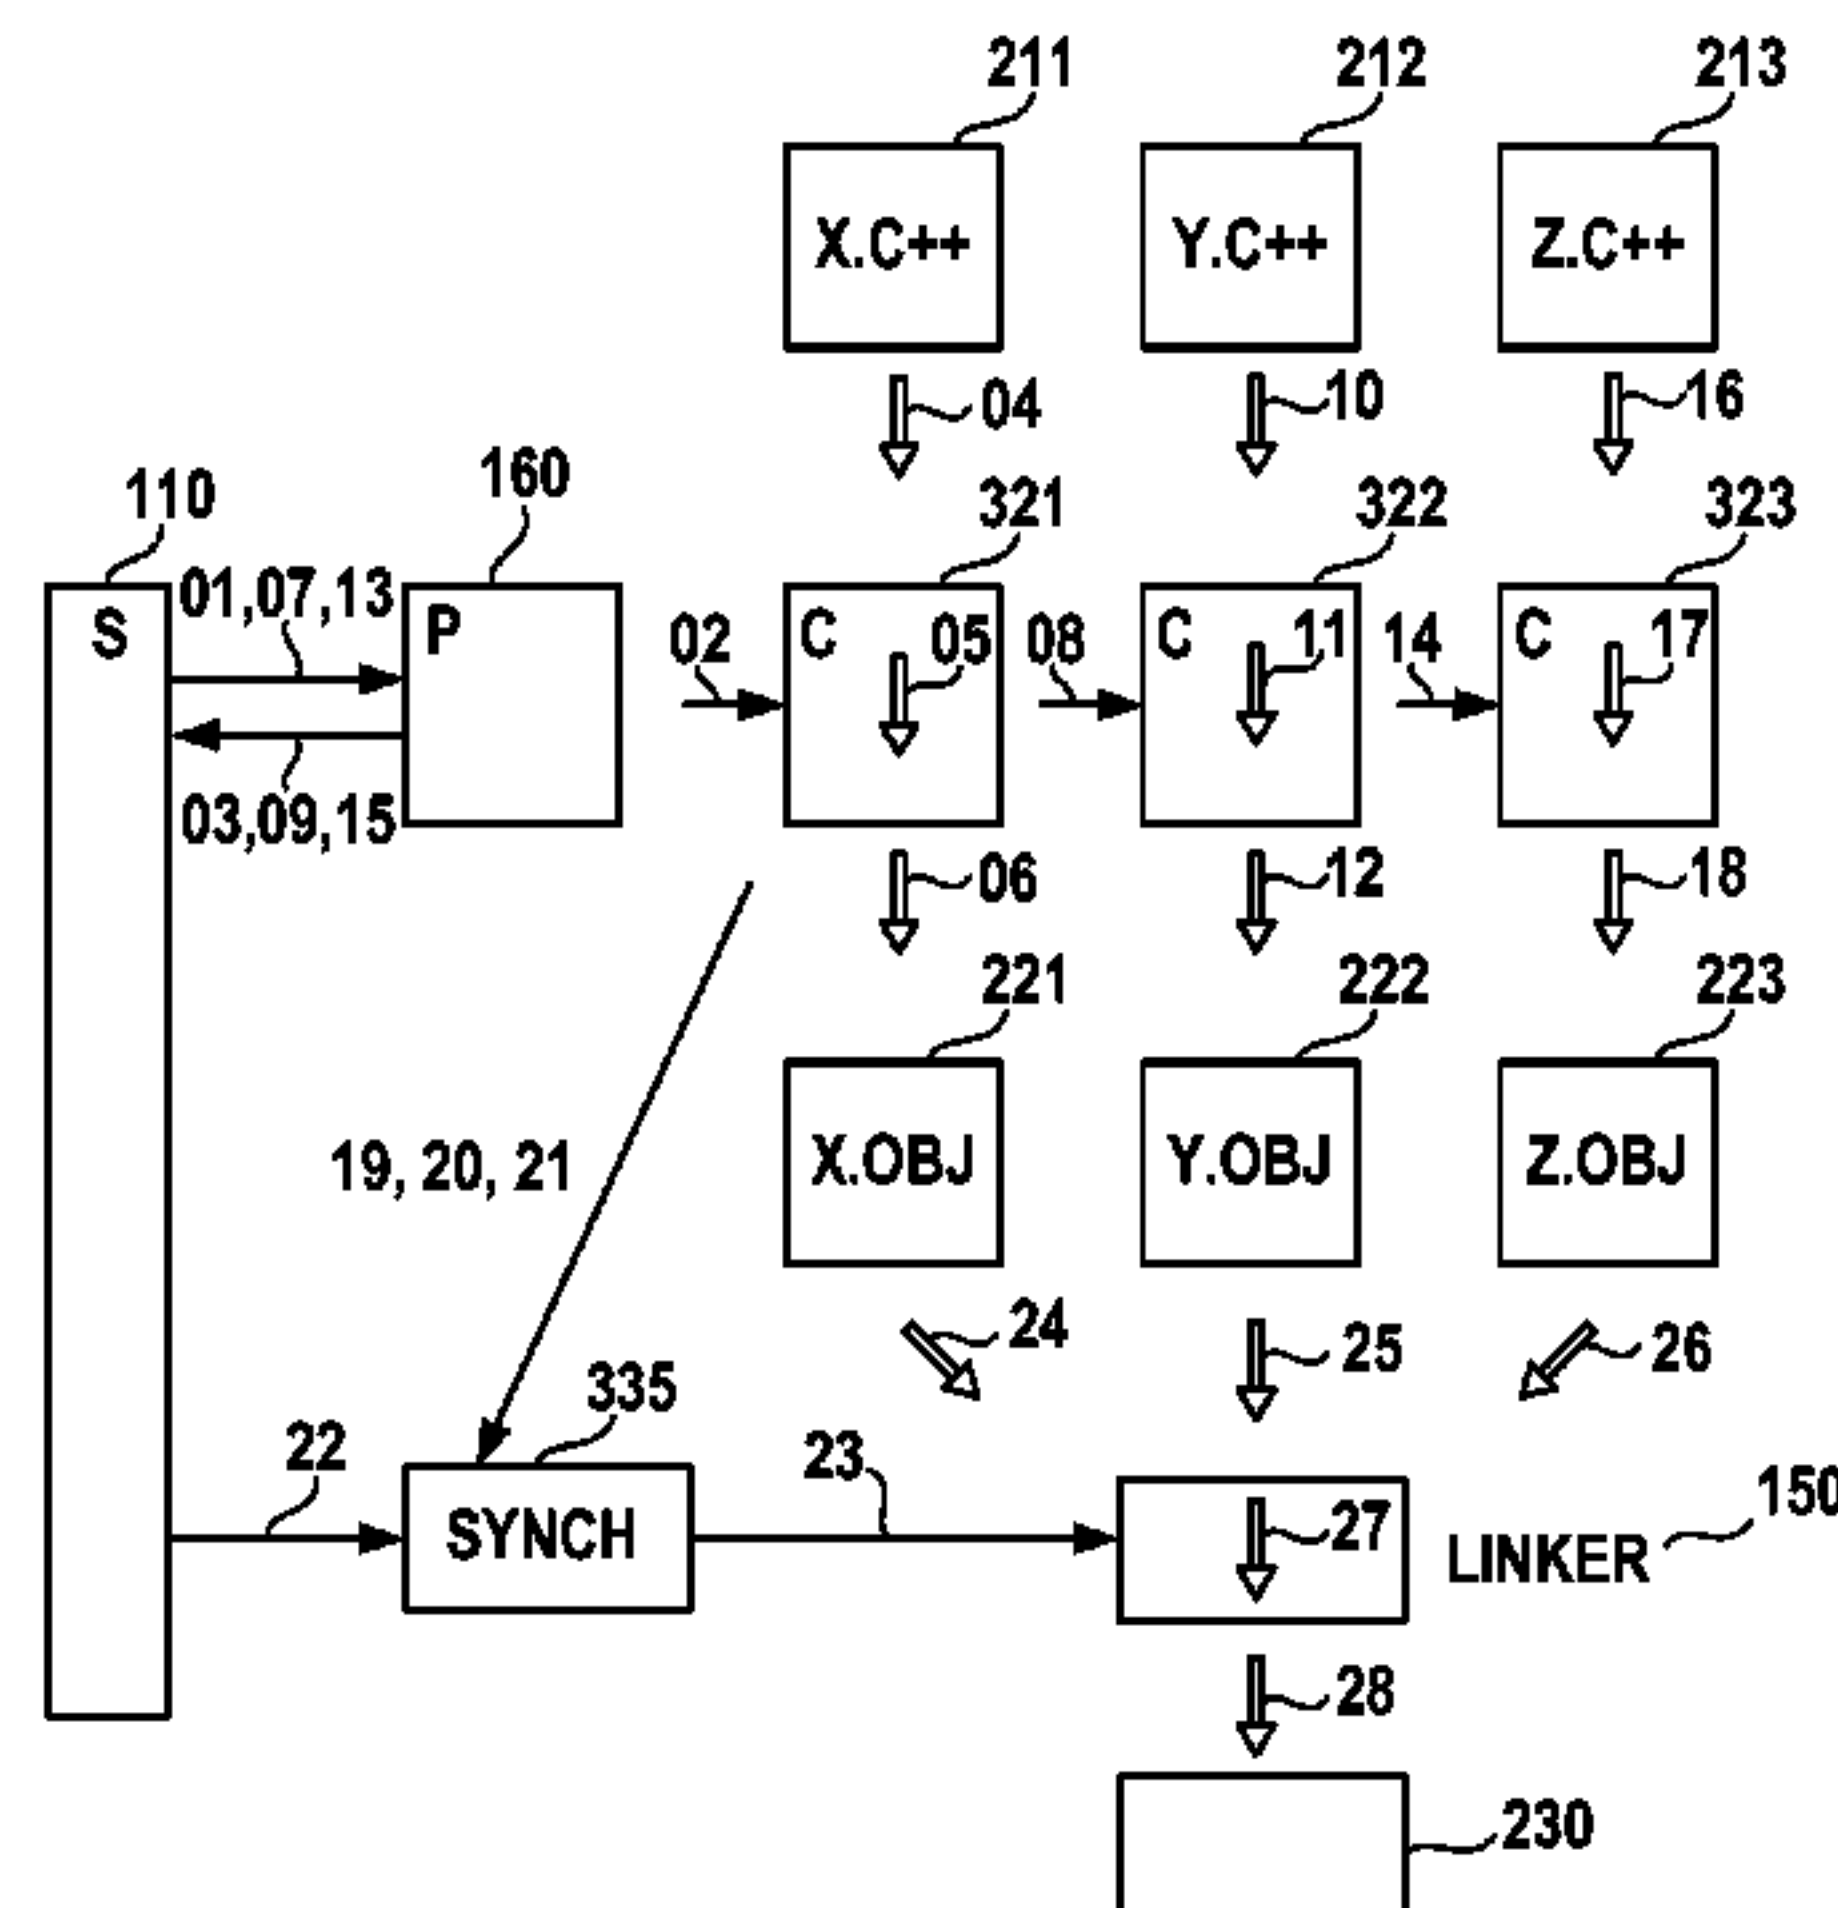 211 212 213
X.C++ Y.C++ Z.C++
04 10 16
110 160 321 322 323
S 01,07,13 P 02 C 05 08 C 11 14 C 17
03,09,15
06 12 18
221 222 223
19, 20, 21 X.OBJ Y.OBJ Z.OBJ
24 25 26
335
22 23 150
SYNCH 27 LINKER
28
230